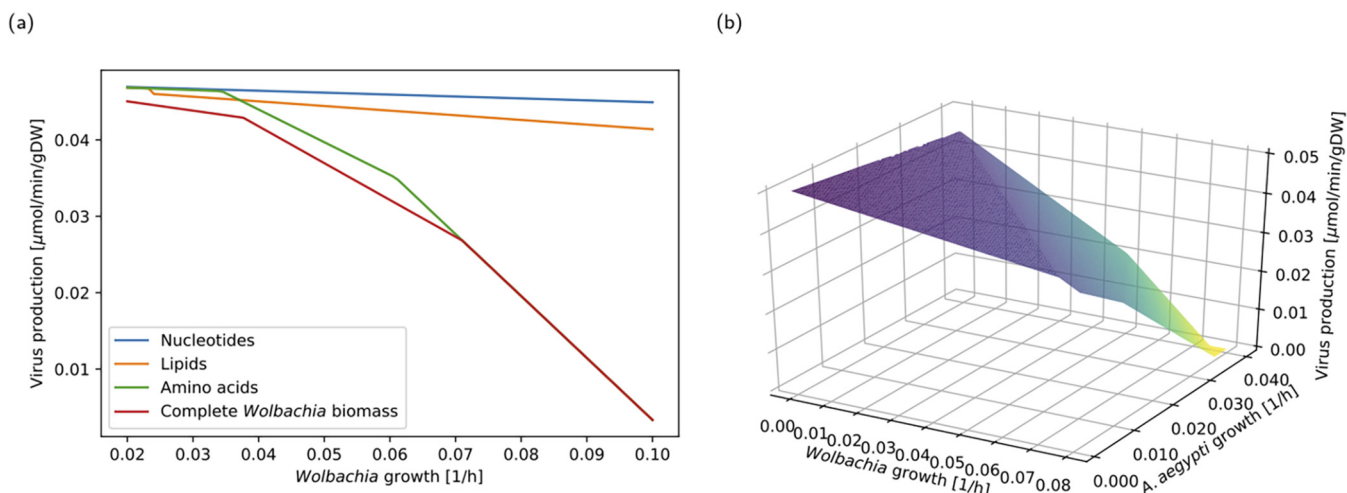 (a)
Virus production [μmol/min/gDW]
0.04
0.03
0.02
0.01
Nucleotides
Lipids
Amino acids
Complete Wolbachia biomass
0.02 0.03 0.04 0.05 0.06 0.07 0.08 0.09 0.10
Wolbachia growth [1/h]
(b)
0.05
0.04
0.03
0.02
0.01
0.00
Virus production [μmol/min/gDW]
0.00 0.01 0.02 0.03 0.04 0.05 0.06 0.07 0.08
Wolbachia growth [1/h]
0.000 0.010 0.020 0.030 0.040
A. aegypti growth [1/h]